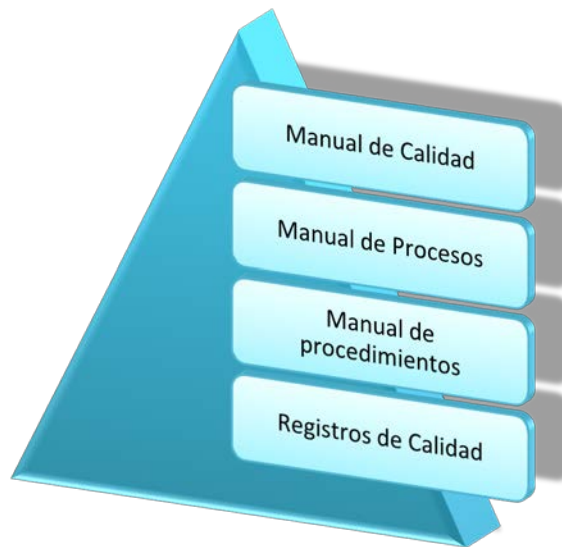 Manual de Calidad
Manual de Procesos
Manual de
procedimientos
Registros de Calidad